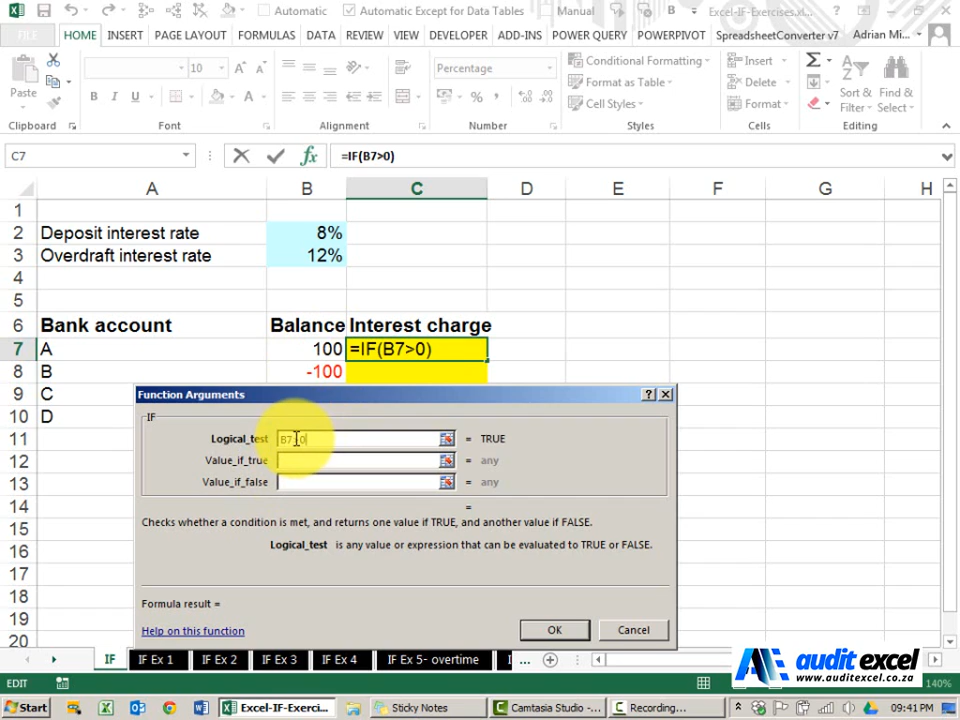 Automatic
Automatic Except for Data Tables
Manual
Excel-IF-Exercises.xl...
FILE
HOME
INSERT
PAGE LAYOUT
FORMULAS
DATA
REVIEW
VIEW
DEVELOPER
ADD-INS
POWER QUERY
POWERPIVOT
SpreadsheetConverter v7
Adrian Mi...
Paste
10
B I U
Percentage
Conditional Formatting
Format as Table
Cell Styles
Insert
Delete
Format
Sort & Filter
Find & Select
Clipboard
Font
Alignment
Number
Styles
Cells
Editing
C7
fx
=IF(B7>0)
A B C D E F G H
1
2 Deposit interest rate 8%
3 Overdraft interest rate 12%
4
5
6 Bank account Balance Interest charge
7 A 100 =IF(B7>0)
8 B -100
9 C
10 D
11
12
13
14
15
16
17
18
19
20
Function Arguments
IF
Logical_test B7>0 = TRUE
Value_if_true = any
Value_if_false = any
=
Checks whether a condition is met, and returns one value if TRUE, and another value if FALSE.
Logical_test is any value or expression that can be evaluated to TRUE or FALSE.
Formula result =
Help on this function
OK
Cancel
IF
IF Ex 1
IF Ex 2
IF Ex 3
IF Ex 4
IF Ex 5- overtime
...
audit excel
www.auditexcel.co.za
EDIT
140%
Start
Excel-IF-Exerci...
Sticky Notes
Camtasia Studio -...
Recording...
09:41 PM